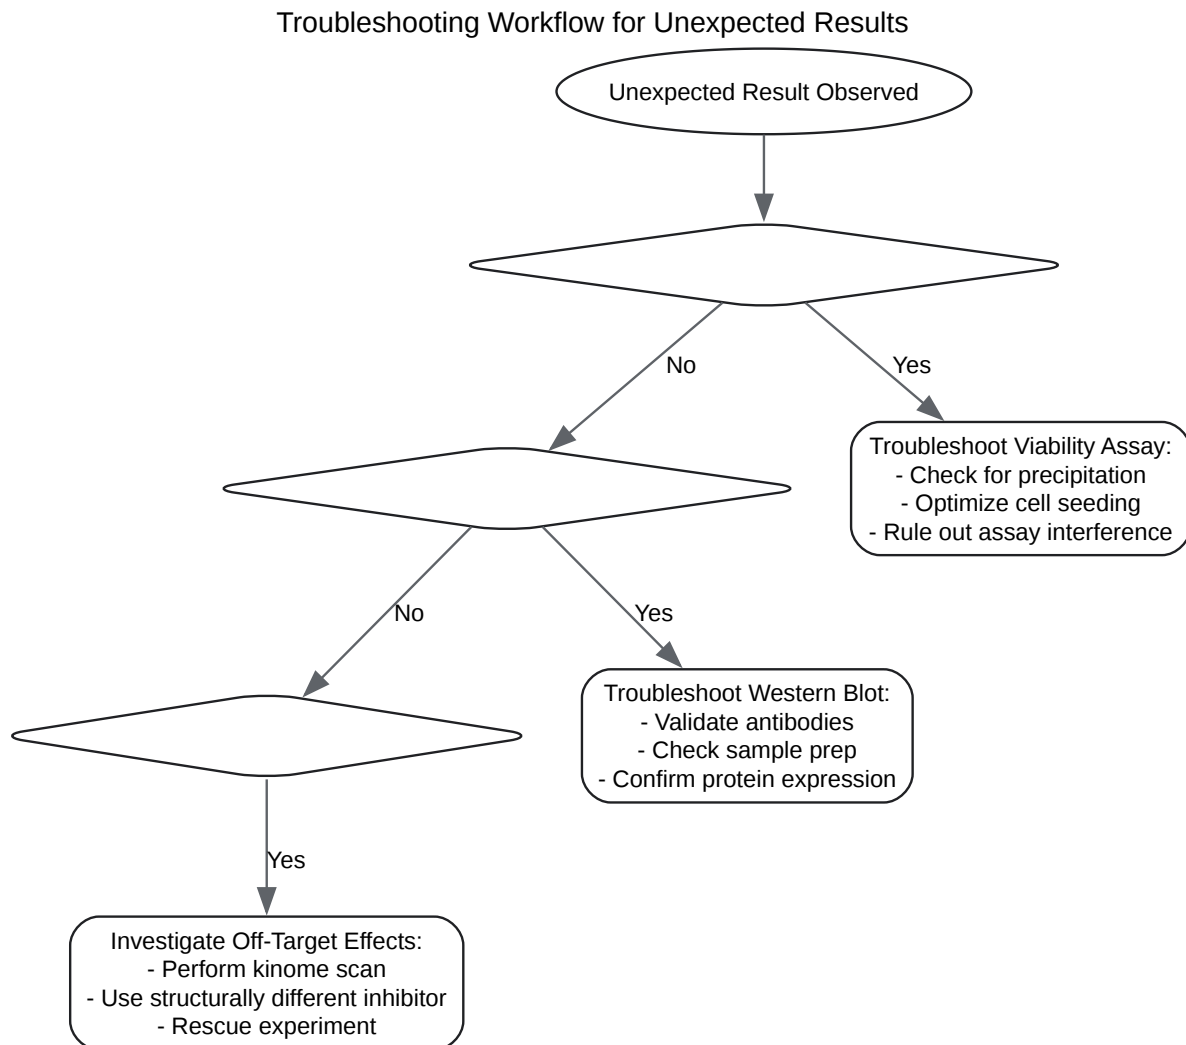 Troubleshooting Workflow for Unexpected Results
Unexpected Result Observed
No
Yes
Troubleshoot Viability Assay:
- Check for precipitation
- Optimize cell seeding
- Rule out assay interference
No
Yes
Troubleshoot Western Blot:
- Validate antibodies
- Check sample prep
- Confirm protein expression
Yes
Investigate Off-Target Effects:
- Perform kinome scan
- Use structurally different inhibitor
- Rescue experiment